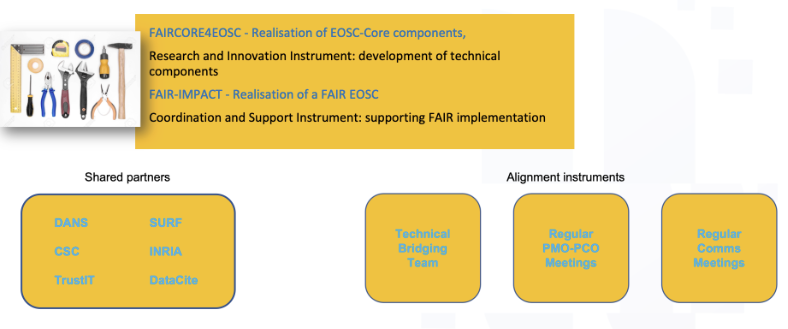 FAIRCORE4EOSC - Realisation of EOSC-Core components,
Research and Innovation Instrument: development of technical
components
FAIR-IMPACT - Realisation of a FAIR EOSC
Coordination and Support Instrument: supporting FAIR implementation
Shared partners
Alignment instruments
DANS
SURF
CSC
INRIA
TrustIT
DataCite
Technical
Bridging
Team
Regular
PMO-PCO
Meetings
Regular
Comms
Meetings